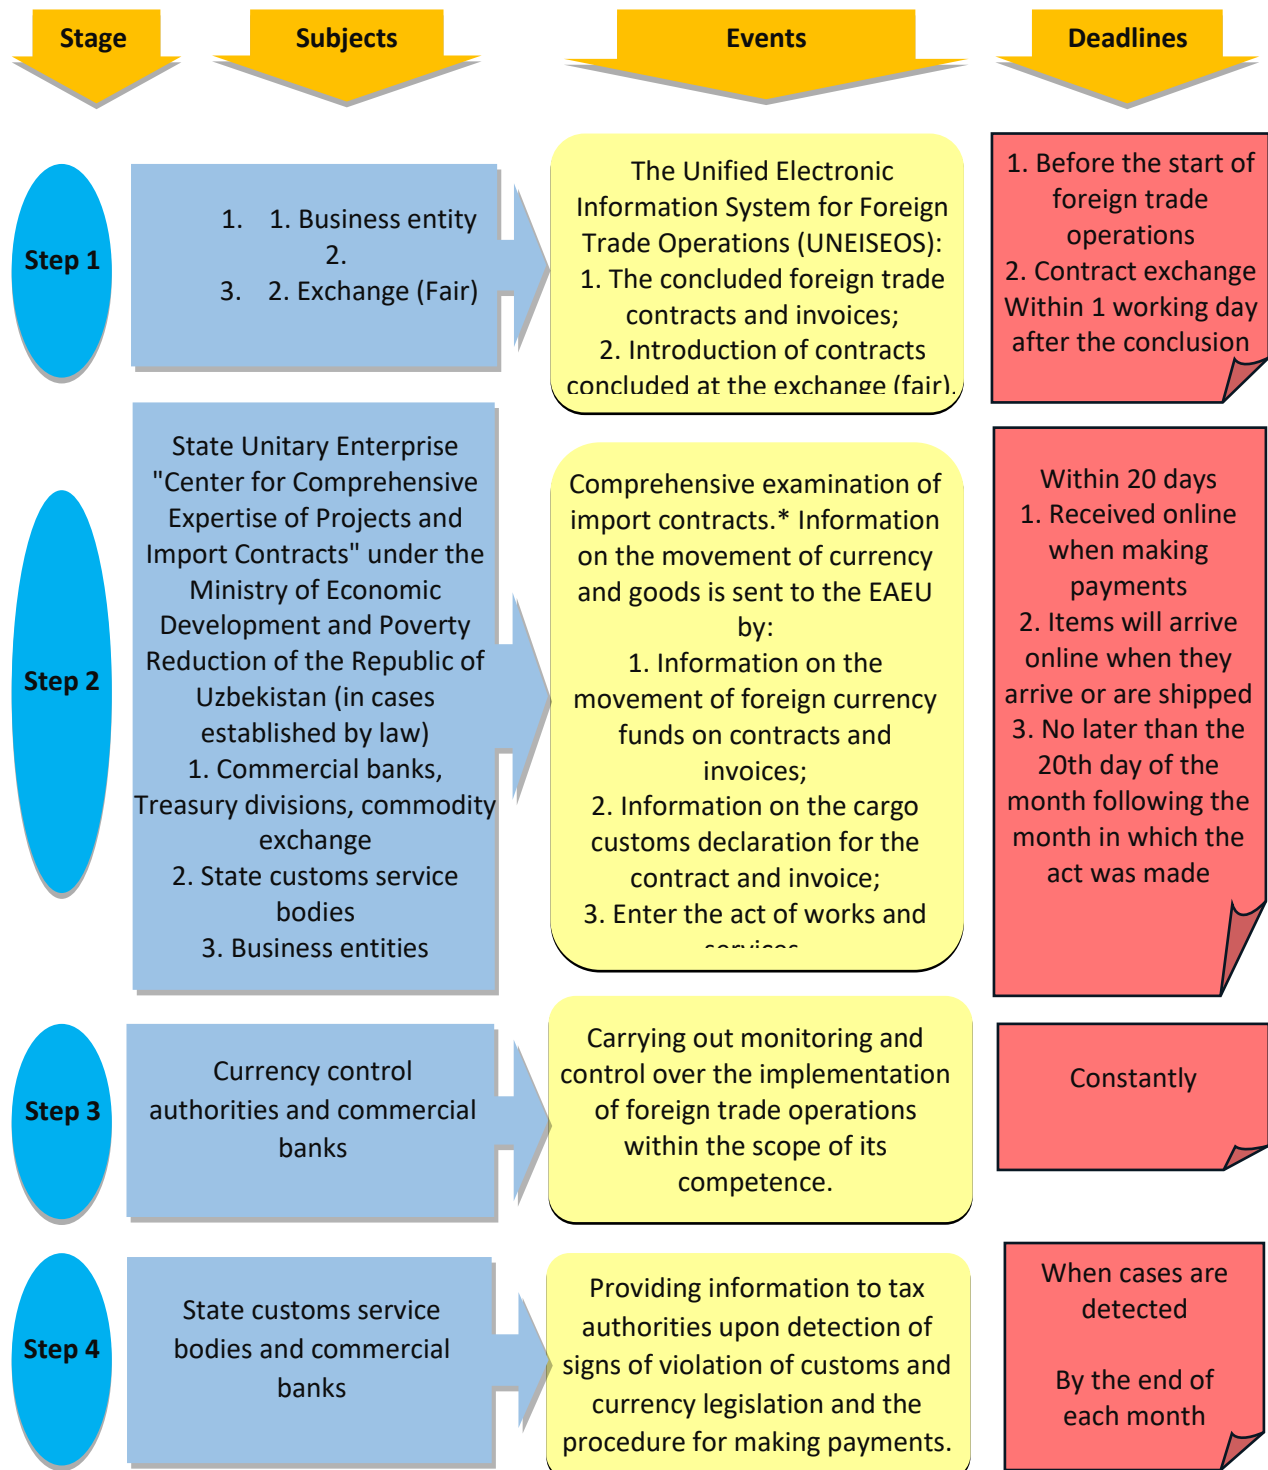 Stage
Subjects
Events
Deadlines
Step 1
1. 1. Business entity
2.
3. 2. Exchange (Fair)
The Unified Electronic
Information System for Foreign
Trade Operations (UNEISEOS):
1. The concluded foreign trade
contracts and invoices;
2. Introduction of contracts
concluded at the exchange (fair).
1. Before the start of
foreign trade
operations
2. Contract exchange
Within 1 working day
after the conclusion
Step 2
State Unitary Enterprise
"Center for Comprehensive
Expertise of Projects and
Import Contracts" under the
Ministry of Economic
Development and Poverty
Reduction of the Republic of
Uzbekistan (in cases
established by law)
1. Commercial banks,
Treasury divisions, commodity
exchange
2. State customs service
bodies
3. Business entities
Comprehensive examination of
import contracts.* Information
on the movement of currency
and goods is sent to the EAEU
by:
1. Information on the
movement of foreign currency
funds on contracts and
invoices;
2. Information on the cargo
customs declaration for the
contract and invoice;
3. Enter the act of works and
services
Within 20 days
1. Received online
when making
payments
2. Items will arrive
online when they
arrive or are shipped
3. No later than the
20th day of the
month following the
month in which the
act was made
Step 3
Currency control
authorities and commercial
banks
Carrying out monitoring and
control over the implementation
of foreign trade operations
within the scope of its
competence.
Constantly
Step 4
State customs service
bodies and commercial
banks
Providing information to tax
authorities upon detection of
signs of violation of customs and
currency legislation and the
procedure for making payments.
When cases are
detected
By the end of
each month